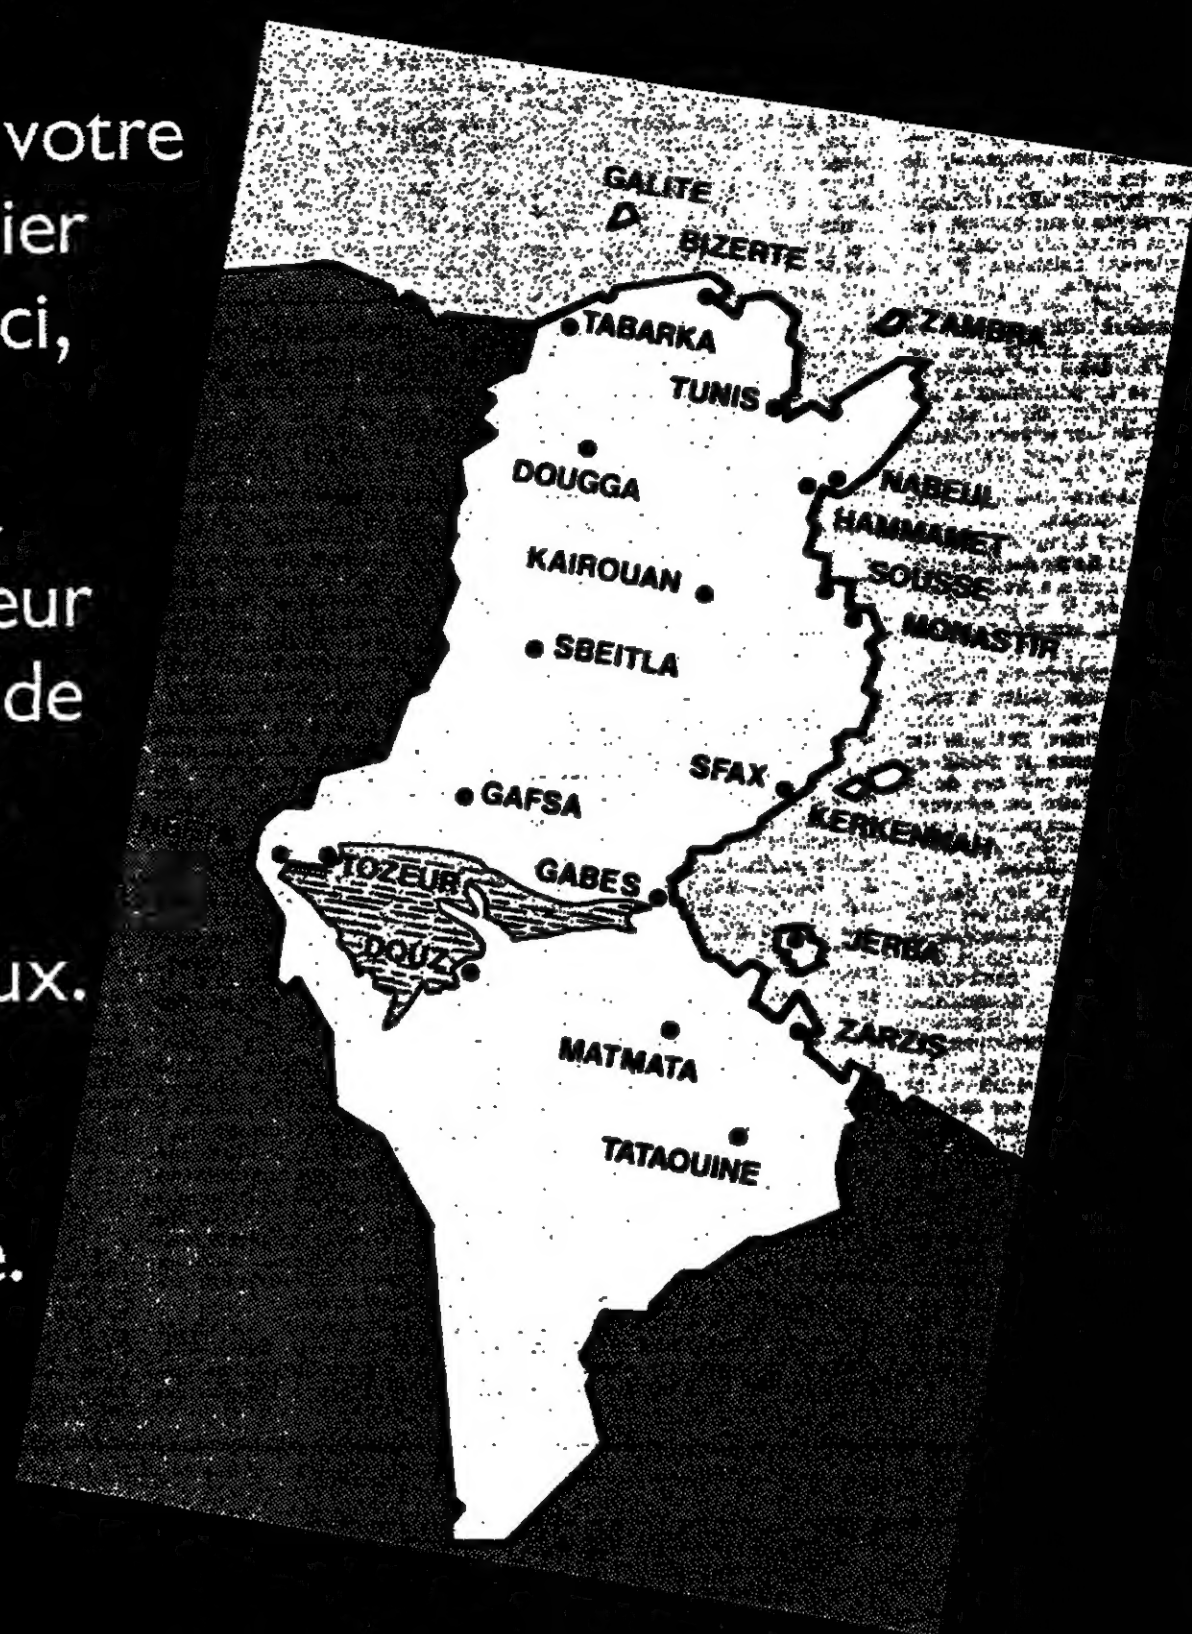 votre
ier
ci,
eur
de
ux.
e.
GALITE
BIZERTE
TABARKA
ZAMBRA
TUNIS
DOUGGA
NABEUL
HAMMAMET
KAIROUAN
SOUSSE
MONASTIR
SBEITLA
SFAX
GAFSA
KERKENNAH
TOZEUR
GABES
DOUZ
JERBA
MATMATA
ZARZIS
TATAOUINE